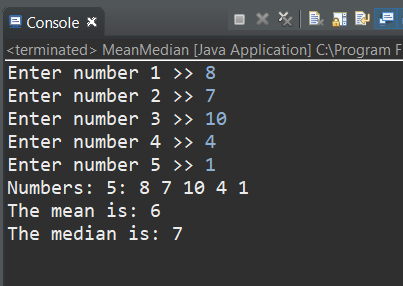 Console
<terminated> MeanMedian [Java Application] C:\Program F
Enter number 1 >> 8
Enter number 2 >> 7
Enter number 3 >> 10
Enter number 4 >> 4
Enter number 5 >> 1
Numbers: 5: 8 7 10 4 1
The mean is: 6
The median is: 7